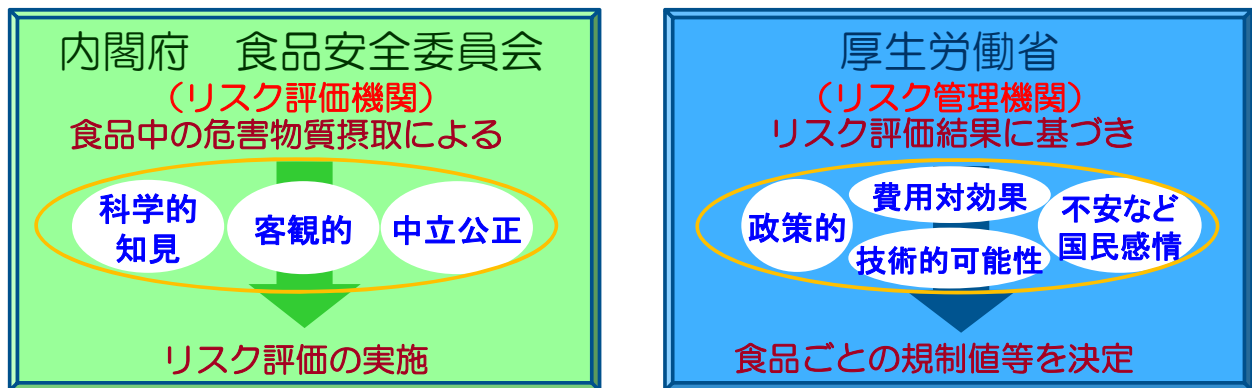 内閣府　食品安全委員会
（リスク評価機関）
食品中の危害物質摂取による
科学的
知見
客観的
中立公正
リスク評価の実施
厚生労働省
（リスク管理機関）
リスク評価結果に基づき
政策的
費用対効果
技術的可能性
不安など
国民感情
食品ごとの規制値等を決定